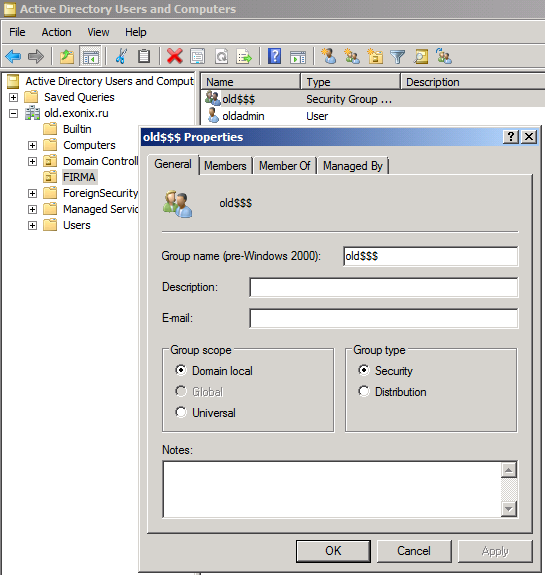 Active Directory Users and Computers
File Action View Help
Active Directory Users and Comput
Saved Queries
old.exonix.ru
Builtin
Computers
Domain Controll
FIRMA
ForeignSecurity
Managed Servic
Users
Name Type Description
old$$$ Security Group ...
oldadmin User
old$$$ Properties
General Members Member Of Managed By
old$$$
Group name (pre-Windows 2000): old$$$
Description:
E-mail:
Group scope
Domain local
Global
Universal
Group type
Security
Distribution
Notes:
OK Cancel Apply